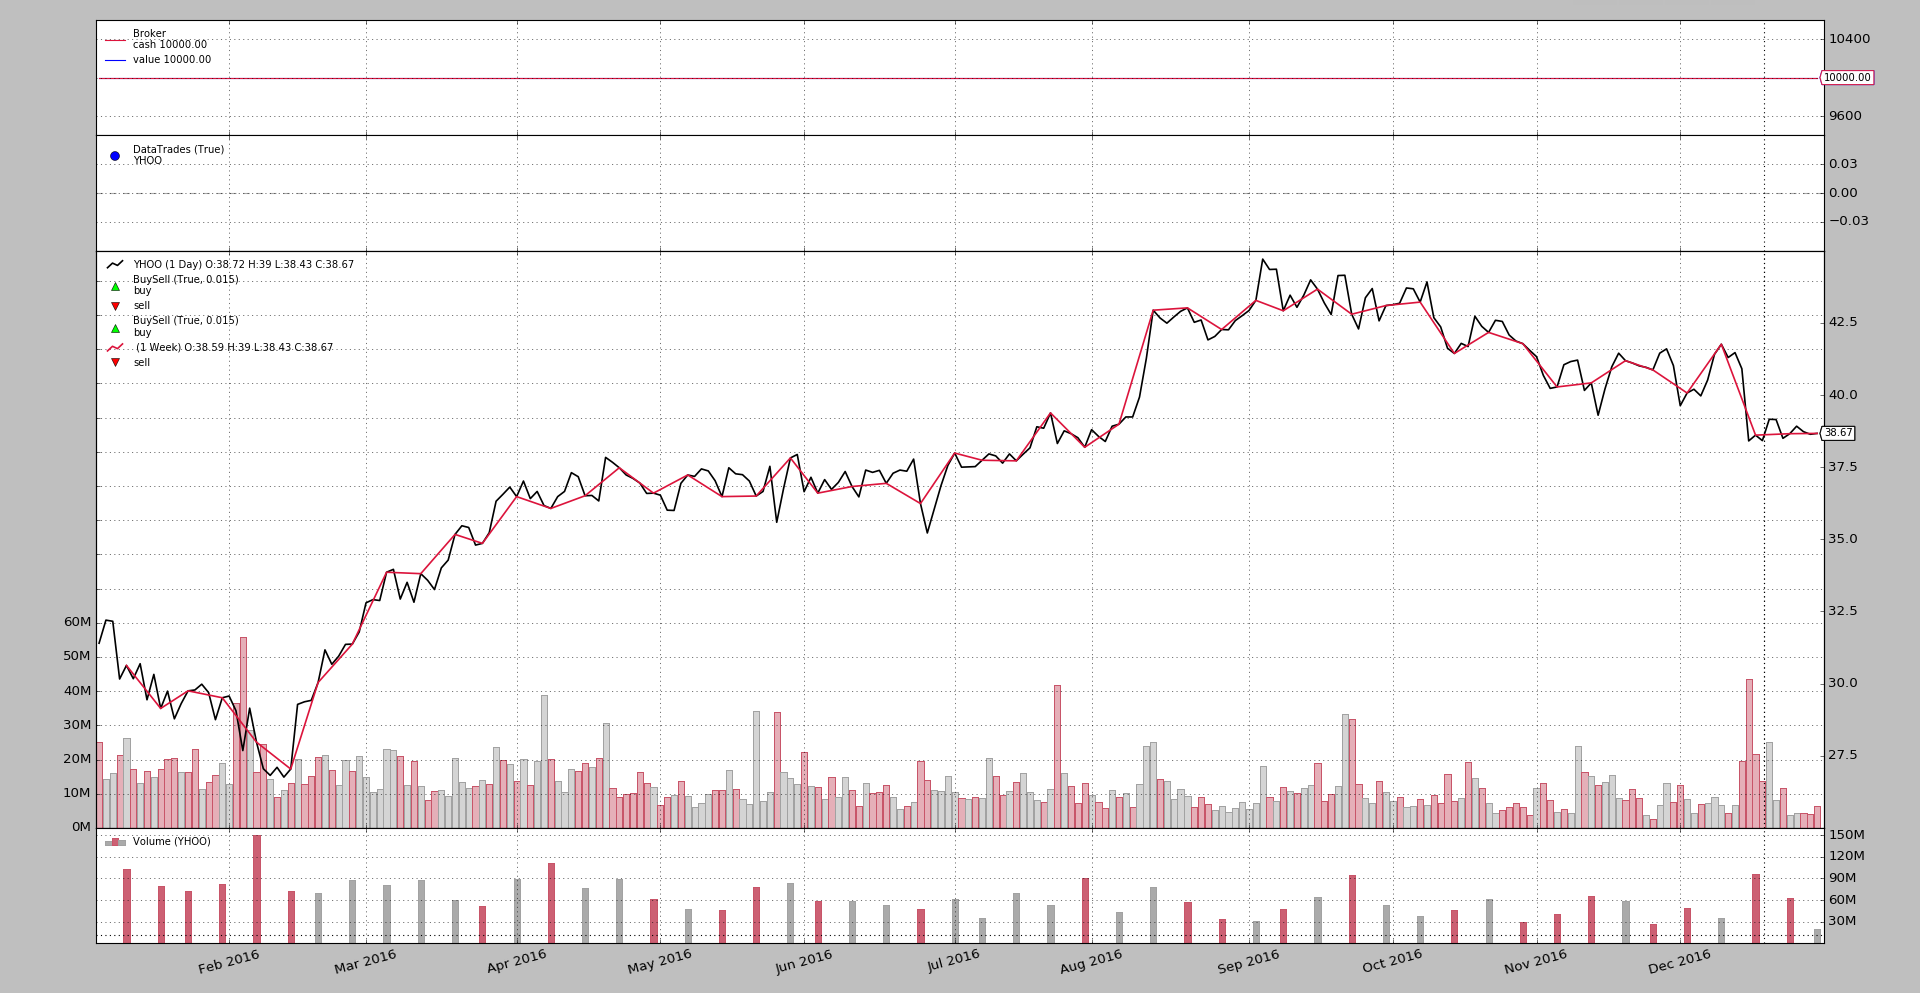 Broker
cash 10000.00
value 10000.00
10400
10000.00
9600
DataTrades (True)
YHOO
0.03
0.00
−0.03
YHOO (1 Day) O:38.72 H:39 L:38.43 C:38.67
BuySell (True, 0.015)
buy
sell
BuySell (True, 0.015)
buy
(1 Week) O:38.59 H:39 L:38.43 C:38.67
sell
42.5
40.0
38.67
37.5
35.0
32.5
30.0
27.5
60M
50M
40M
30M
20M
10M
0M
Volume (YHOO)
150M
120M
90M
60M
30M
Feb 2016
Mar 2016
Apr 2016
May 2016
Jun 2016
Jul 2016
Aug 2016
Sep 2016
Oct 2016
Nov 2016
Dec 2016